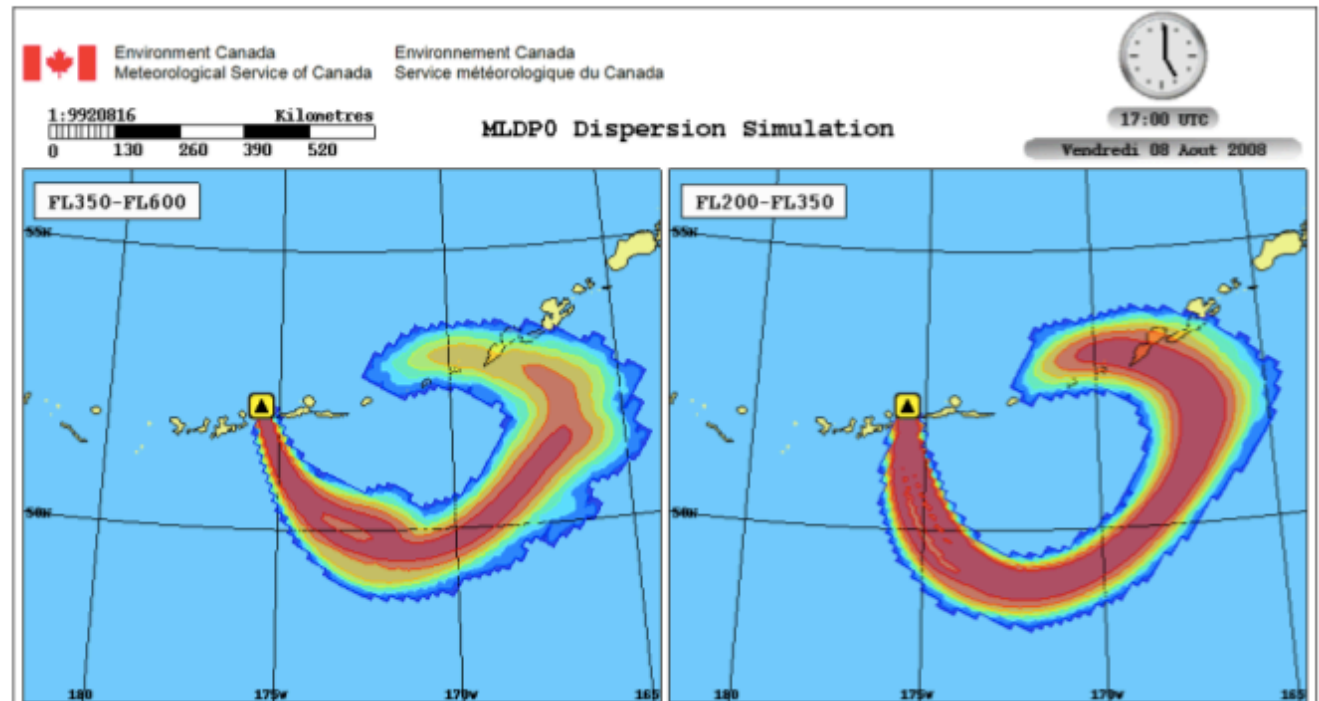 Environment Canada
Meteorological Service of Canada
Environnement Canada
Service météorologique du Canada
1:9920816 Kilometres
0 130 260 390 520
MLDP0 Dispersion Simulation
17:00 UTC
Vendredi 08 Aout 2008
FL350-FL600
55N
50N
180 175W 170W 165
FL200-FL350
55N
50N
180 175W 170W 165